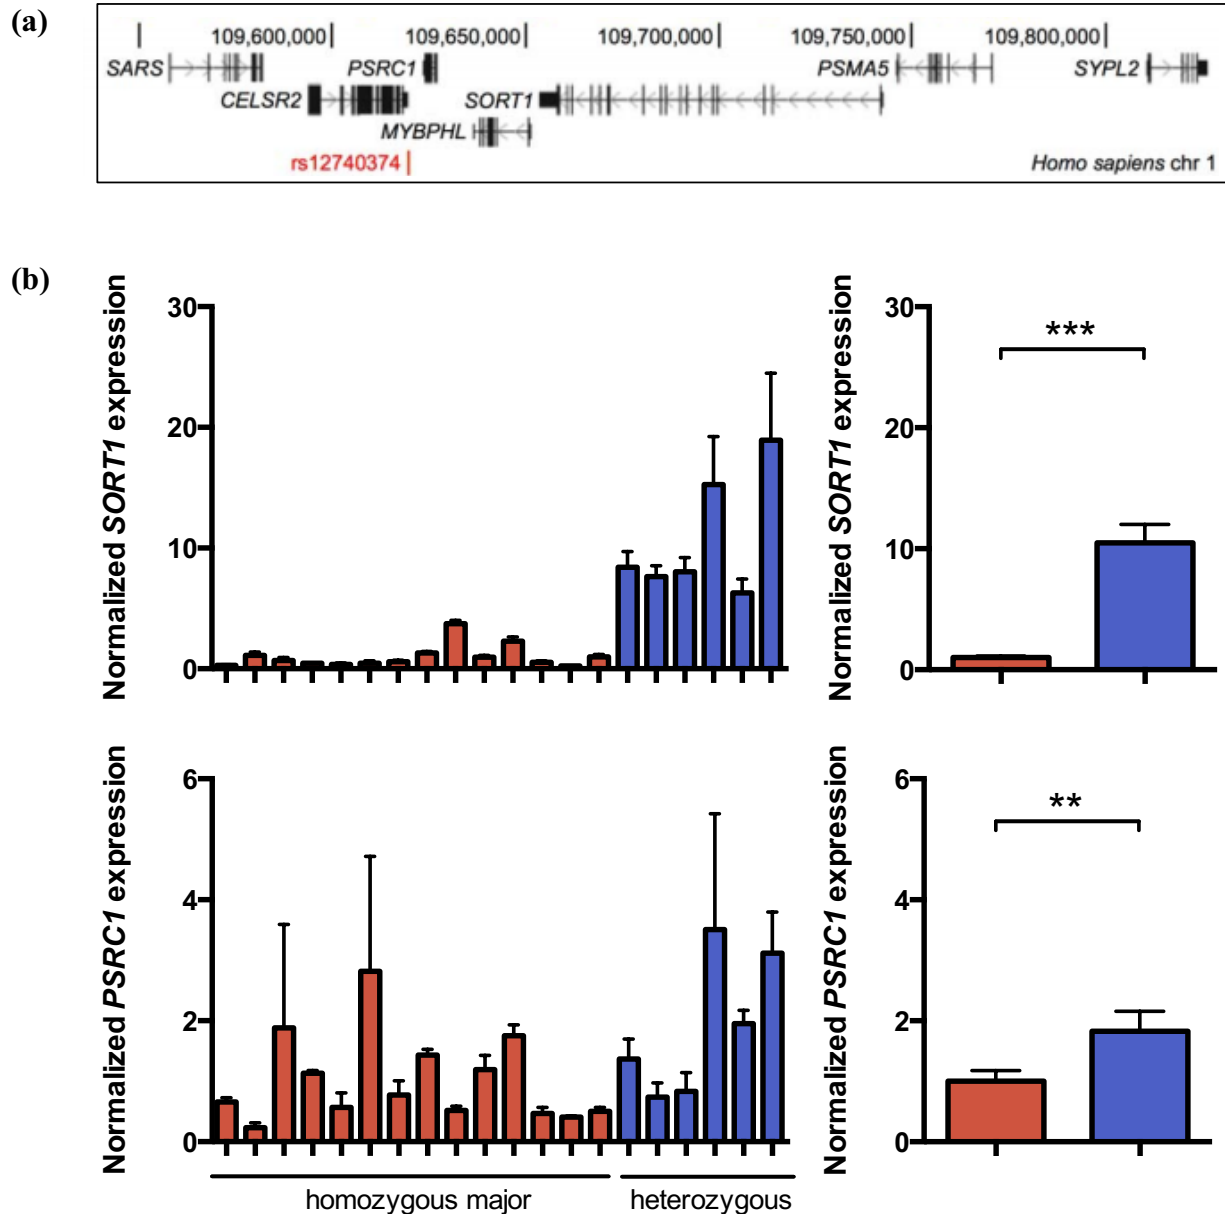 (a)
109,600,000 109,650,000 109,700,000 109,750,000 109,800,000
SARS PSRC1 PSMA5 SYPL2
CELSR2 SORT1
MYBPHL
rs12740374 Homo sapiens chr 1
(b)
Normalized SORT1 expression
30
20
10
0
Normalized SORT1 expression
30
20
10
0
***
Normalized PSRC1 expression
6
4
2
0
homozygous major heterozygous
Normalized PSRC1 expression
6
4
2
0
**